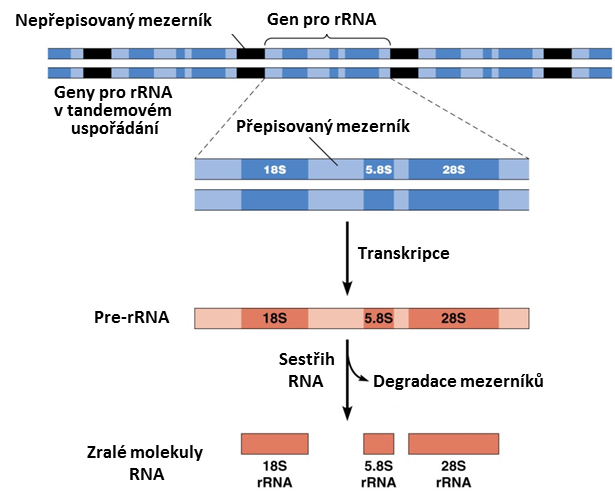 Nepřepisovaný mezerník
Gen pro rRNA
Geny pro rRNA
v tandemovém
uspořádání
Přepisovaný mezerník
18S
5.8S
28S
Transkripce
Pre-rRNA
18S
5.8S
28S
Sestřih
RNA
Degradace mezerníků
Zralé molekuly
RNA
18S
rRNA
5.8S
rRNA
28S
rRNA